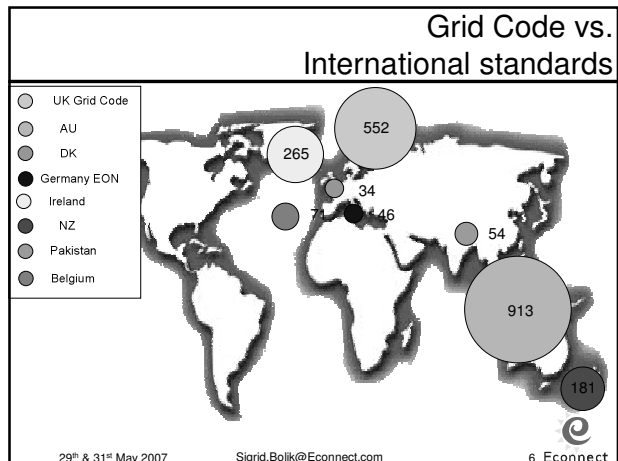 Grid Code vs.
International standards
UK Grid Code
AU
DK
Germany EON
Ireland
NZ
Pakistan
Belgium
552
265
34
71
46
54
913
181
29th & 31st May 2007
Sigrid.Bolik@Econnect.com
6 Econnect